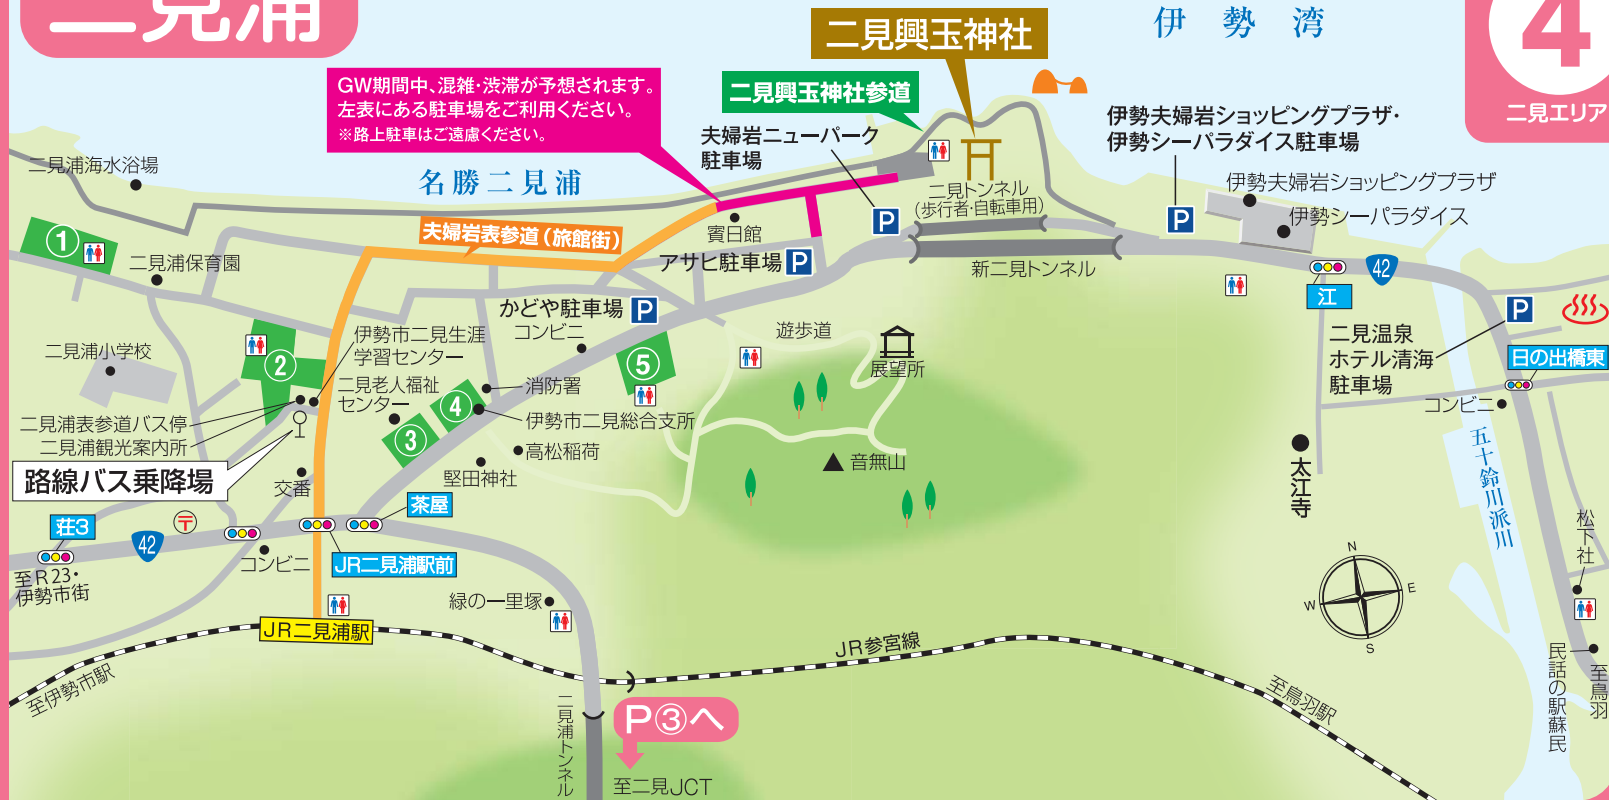 二見浦
4
二見エリア
伊勢湾
二見興玉神社
GW期間中、混雑・渋滞が予想されます。
左表にある駐車場をご利用ください。
※路上駐車はご遠慮ください。
二見興玉神社参道
夫婦岩ニューパーク
駐車場
伊勢夫婦岩ショッピングプラザ・
伊勢シーパラダイス駐車場
二見浦海水浴場
名勝二見浦
二見トンネル
(歩行者・自転車用)
伊勢夫婦岩ショッピングプラザ
伊勢シーパラダイス
P
P
1
夫婦岩表参道(旅館街)
賓日館
アサヒ駐車場
P
新二見トンネル
二見浦保育園
江
42
かどや駐車場
P
コンビニ
遊歩道
展望所
P
二見温泉
ホテル清海
駐車場
日の出橋東
コンビニ
伊勢市二見生涯
学習センター
二見浦小学校
2
5
二見老人福祉
センター
消防署
4
伊勢市二見総合支所
3
高松稲荷
堅田神社
音無山
二見浦表参道バス停
二見浦観光案内所
路線バス乗降場
交番
太江寺
五十鈴川派川
茶屋
荘3
〒
42
コンビニ
JR二見浦駅前
至R23・
伊勢市街
松下社
N
E
W
S
緑の一里塚
JR二見浦駅
JR参宮線
至伊勢市駅
至鳥羽駅
民話の駅蘇民
至鳥羽
二見浦トンネル
P③へ
至二見JCT